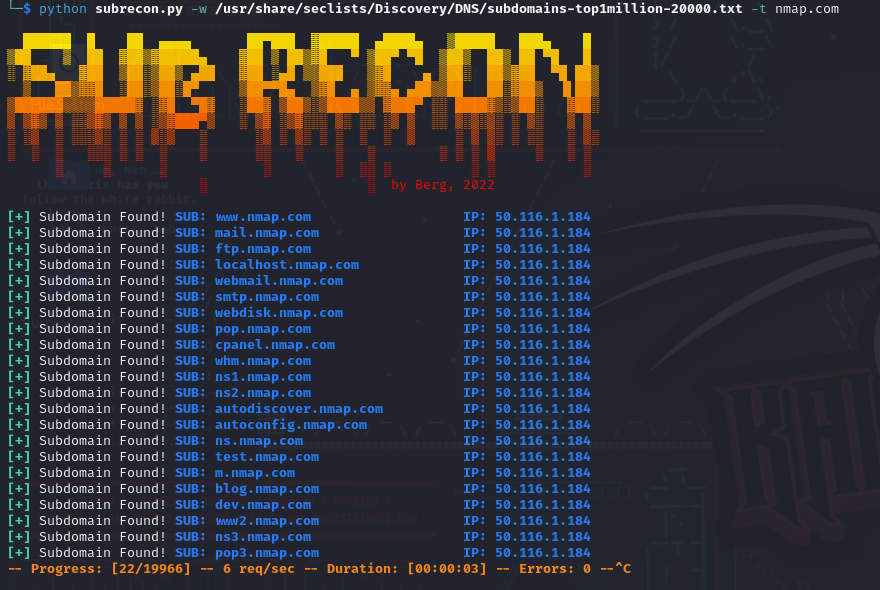 └─$ python subrecon.py -w /usr/share/seclists/Discovery/DNS/subdomains-top1million-20000.txt -t nmap.com
SUB RECON
by Berg, 2022
[+] Subdomain Found! SUB: www.nmap.com IP: 50.116.1.184
[+] Subdomain Found! SUB: mail.nmap.com IP: 50.116.1.184
[+] Subdomain Found! SUB: ftp.nmap.com IP: 50.116.1.184
[+] Subdomain Found! SUB: localhost.nmap.com IP: 50.116.1.184
[+] Subdomain Found! SUB: webmail.nmap.com IP: 50.116.1.184
[+] Subdomain Found! SUB: smtp.nmap.com IP: 50.116.1.184
[+] Subdomain Found! SUB: webdisk.nmap.com IP: 50.116.1.184
[+] Subdomain Found! SUB: pop.nmap.com IP: 50.116.1.184
[+] Subdomain Found! SUB: cpanel.nmap.com IP: 50.116.1.184
[+] Subdomain Found! SUB: whm.nmap.com IP: 50.116.1.184
[+] Subdomain Found! SUB: ns1.nmap.com IP: 50.116.1.184
[+] Subdomain Found! SUB: ns2.nmap.com IP: 50.116.1.184
[+] Subdomain Found! SUB: autodiscover.nmap.com IP: 50.116.1.184
[+] Subdomain Found! SUB: autoconfig.nmap.com IP: 50.116.1.184
[+] Subdomain Found! SUB: ns.nmap.com IP: 50.116.1.184
[+] Subdomain Found! SUB: test.nmap.com IP: 50.116.1.184
[+] Subdomain Found! SUB: m.nmap.com IP: 50.116.1.184
[+] Subdomain Found! SUB: blog.nmap.com IP: 50.116.1.184
[+] Subdomain Found! SUB: dev.nmap.com IP: 50.116.1.184
[+] Subdomain Found! SUB: www2.nmap.com IP: 50.116.1.184
[+] Subdomain Found! SUB: ns3.nmap.com IP: 50.116.1.184
[+] Subdomain Found! SUB: pop3.nmap.com IP: 50.116.1.184
-- Progress: [22/19966] -- 6 req/sec -- Duration: [00:00:03] -- Errors: 0 --^C